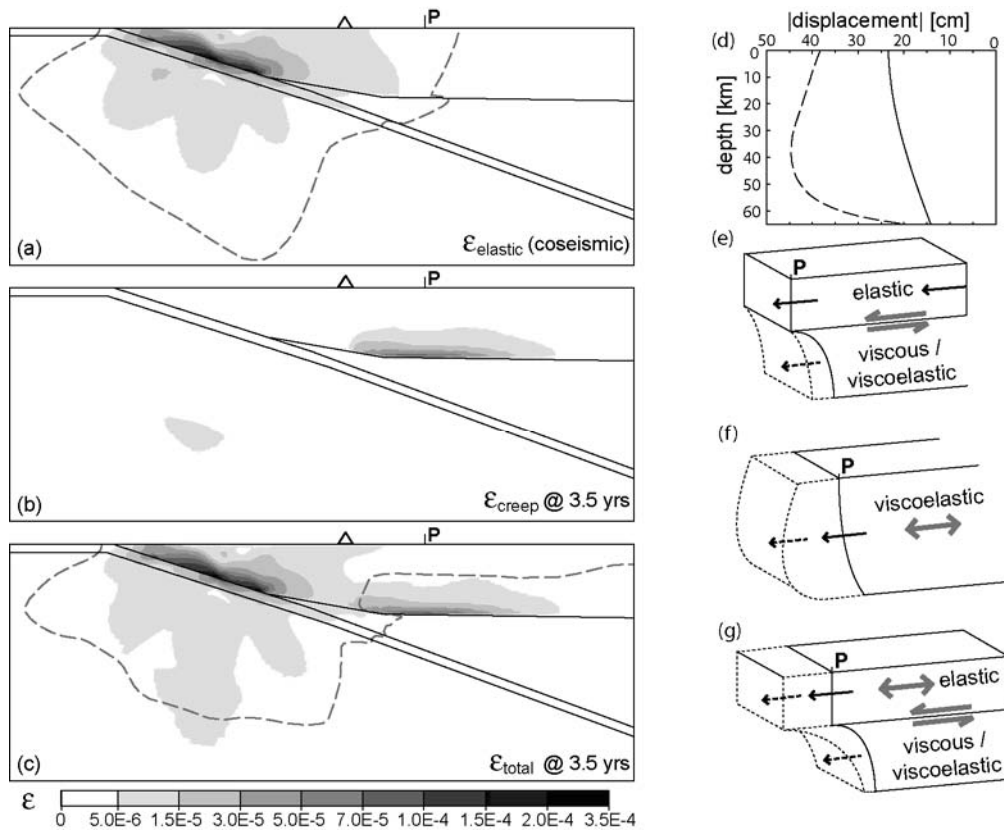 (a)
P
Ɛelastic (coseismic)
(b)
P
Ɛcreep @ 3.5 yrs
(c)
P
Ɛtotal @ 3.5 yrs
Ɛ
0 5.0E-6 1.5E-5 3.0E-5 5.0E-5 7.0E-5 1.0E-4 1.5E-4 2.0E-4 3.5E-4
|displacement| [cm]
(d)
50 40 30 20 10 0
depth [km]
0
10
20
30
40
50
60
(e)
P
elastic
viscous /
viscoelastic
(f)
P
viscoelastic
(g)
P
elastic
viscous /
viscoelastic